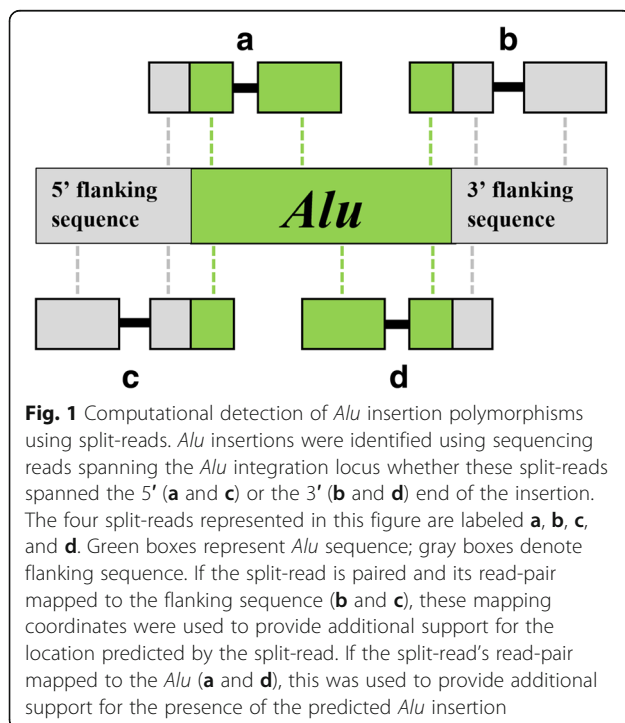 a
b
5' flanking
sequence
Alu
3' flanking
sequence
c
d
Fig. 1 Computational detection of Alu insertion polymorphisms
using split-reads. Alu insertions were identified using sequencing
reads spanning the Alu integration locus whether these split-reads
spanned the 5′ (a and c) or the 3′ (b and d) end of the insertion.
The four split-reads represented in this figure are labeled a, b, c,
and d. Green boxes represent Alu sequence; gray boxes denote
flanking sequence. If the split-read is paired and its read-pair
mapped to the flanking sequence (b and c), these mapping
coordinates were used to provide additional support for the
location predicted by the split-read. If the split-read's read-pair
mapped to the Alu (a and d), this was used to provide additional
support for the presence of the predicted Alu insertion